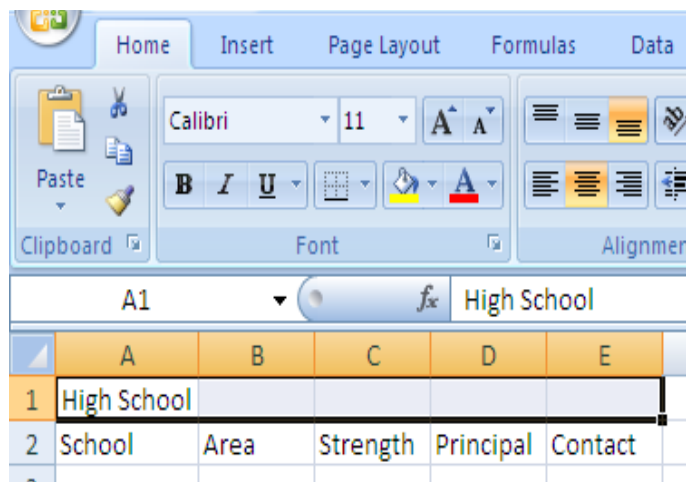 Home Insert Page Layout Formulas Data
Calibri 11 A A
Paste B I U A
Clipboard Font
A1 fx High School
A B C D E
1 High School
2 School Area Strength Principal Contact